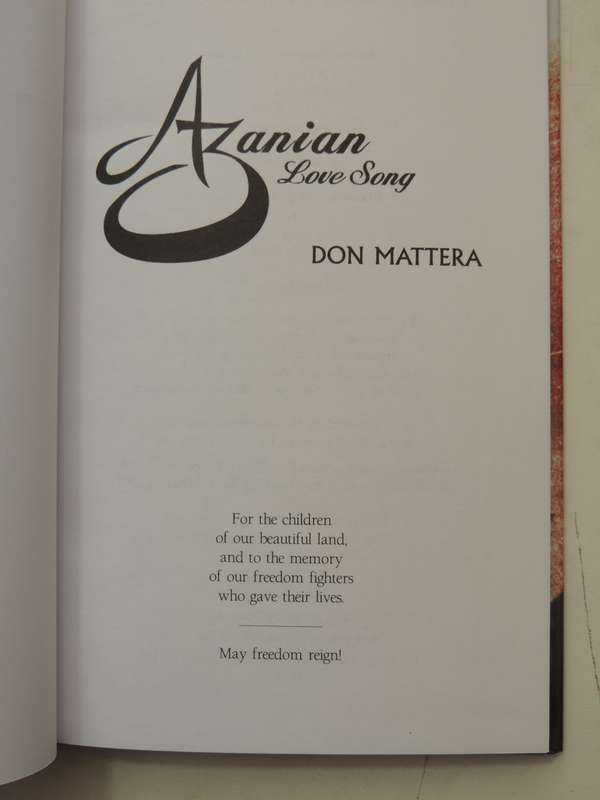 Azanian
Love Song
DON MATTERA
For the children
of our beautiful land,
and to the memory
of our freedom fighters
who gave their lives.
May freedom reign!